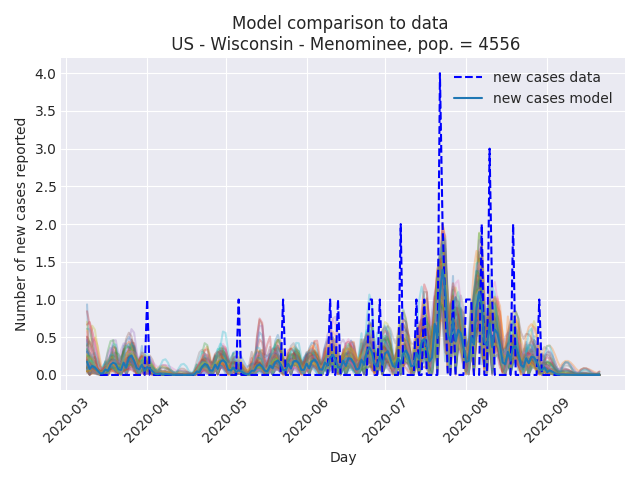 Model comparison to data
US - Wisconsin - Menominee, pop. = 4556
new cases data
new cases model
Number of new cases reported
4.0
3.5
3.0
2.5
2.0
1.5
1.0
0.5
0.0
2020-03
2020-04
2020-05
2020-06
2020-07
2020-08
2020-09
Day